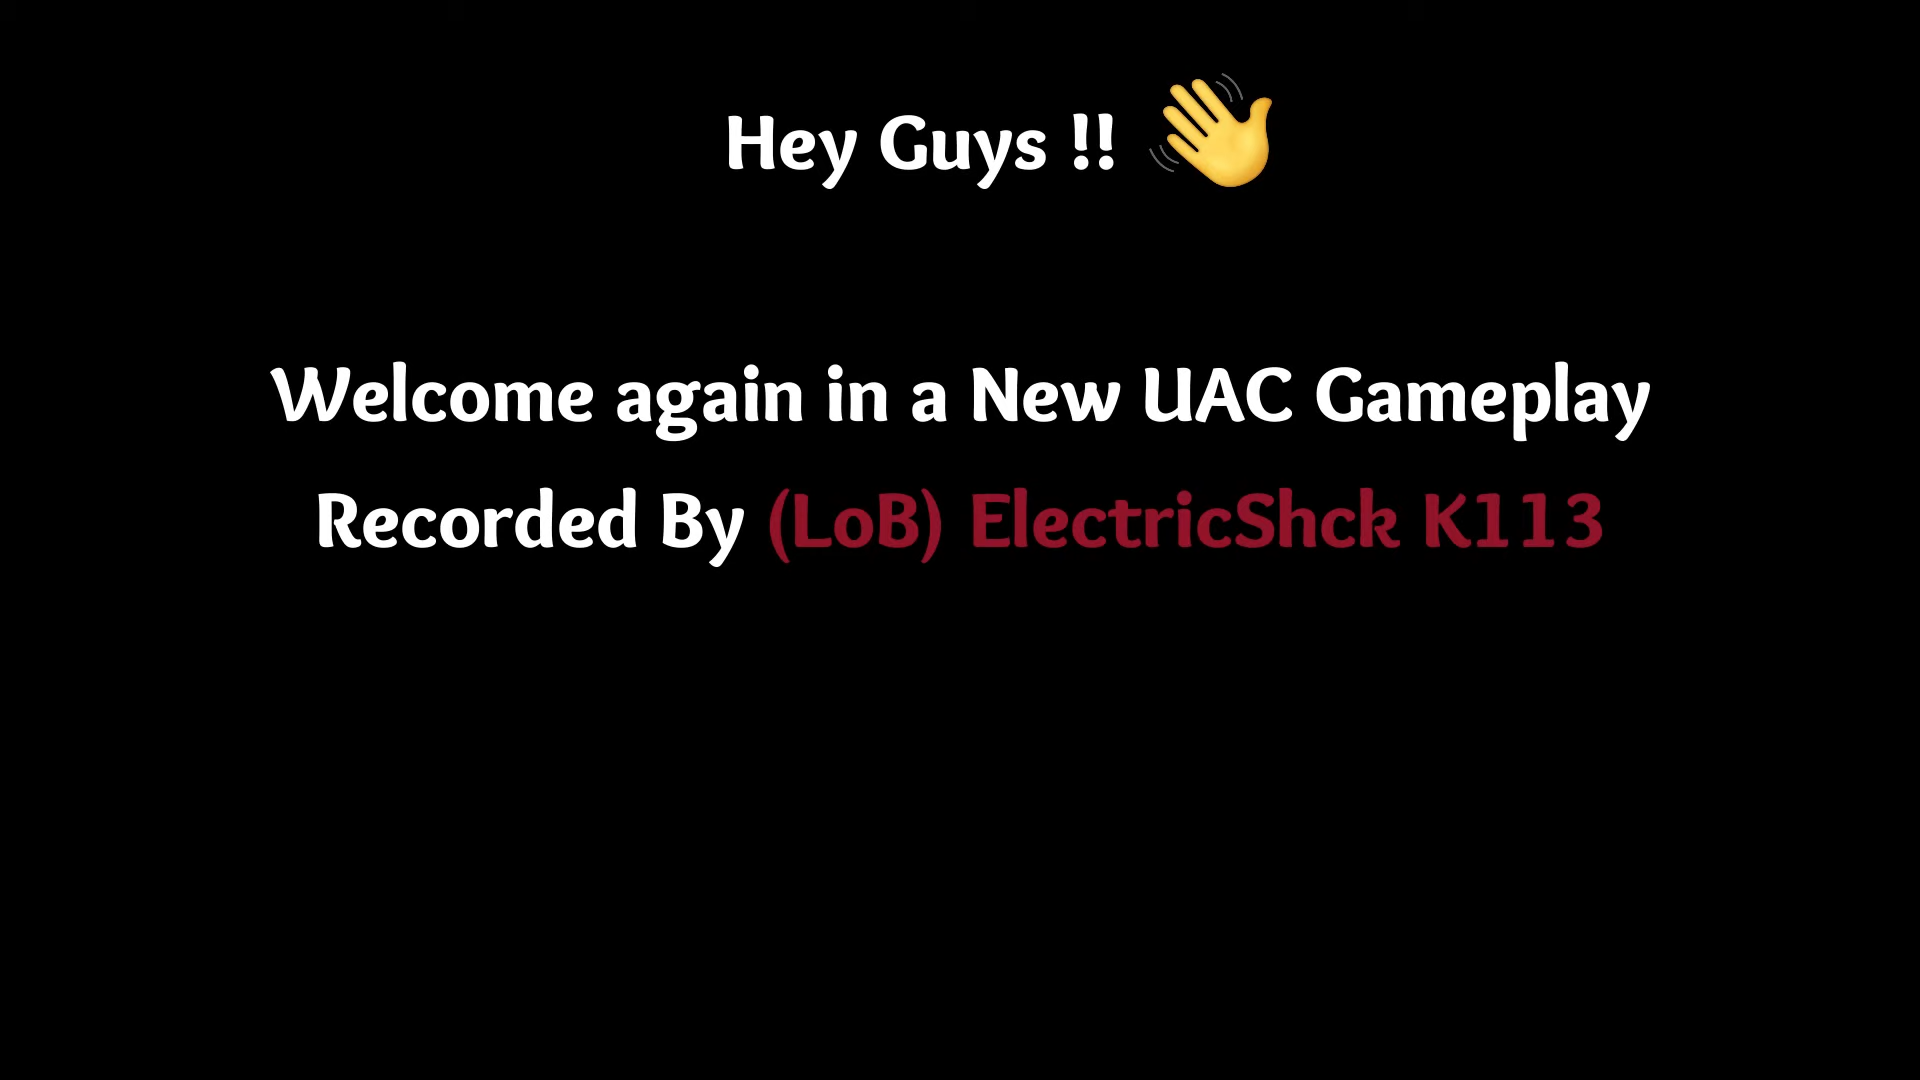 Hey Guys !! 👋
Welcome again in a New UAC Gameplay
Recorded By (LoB) ElectricShck K113